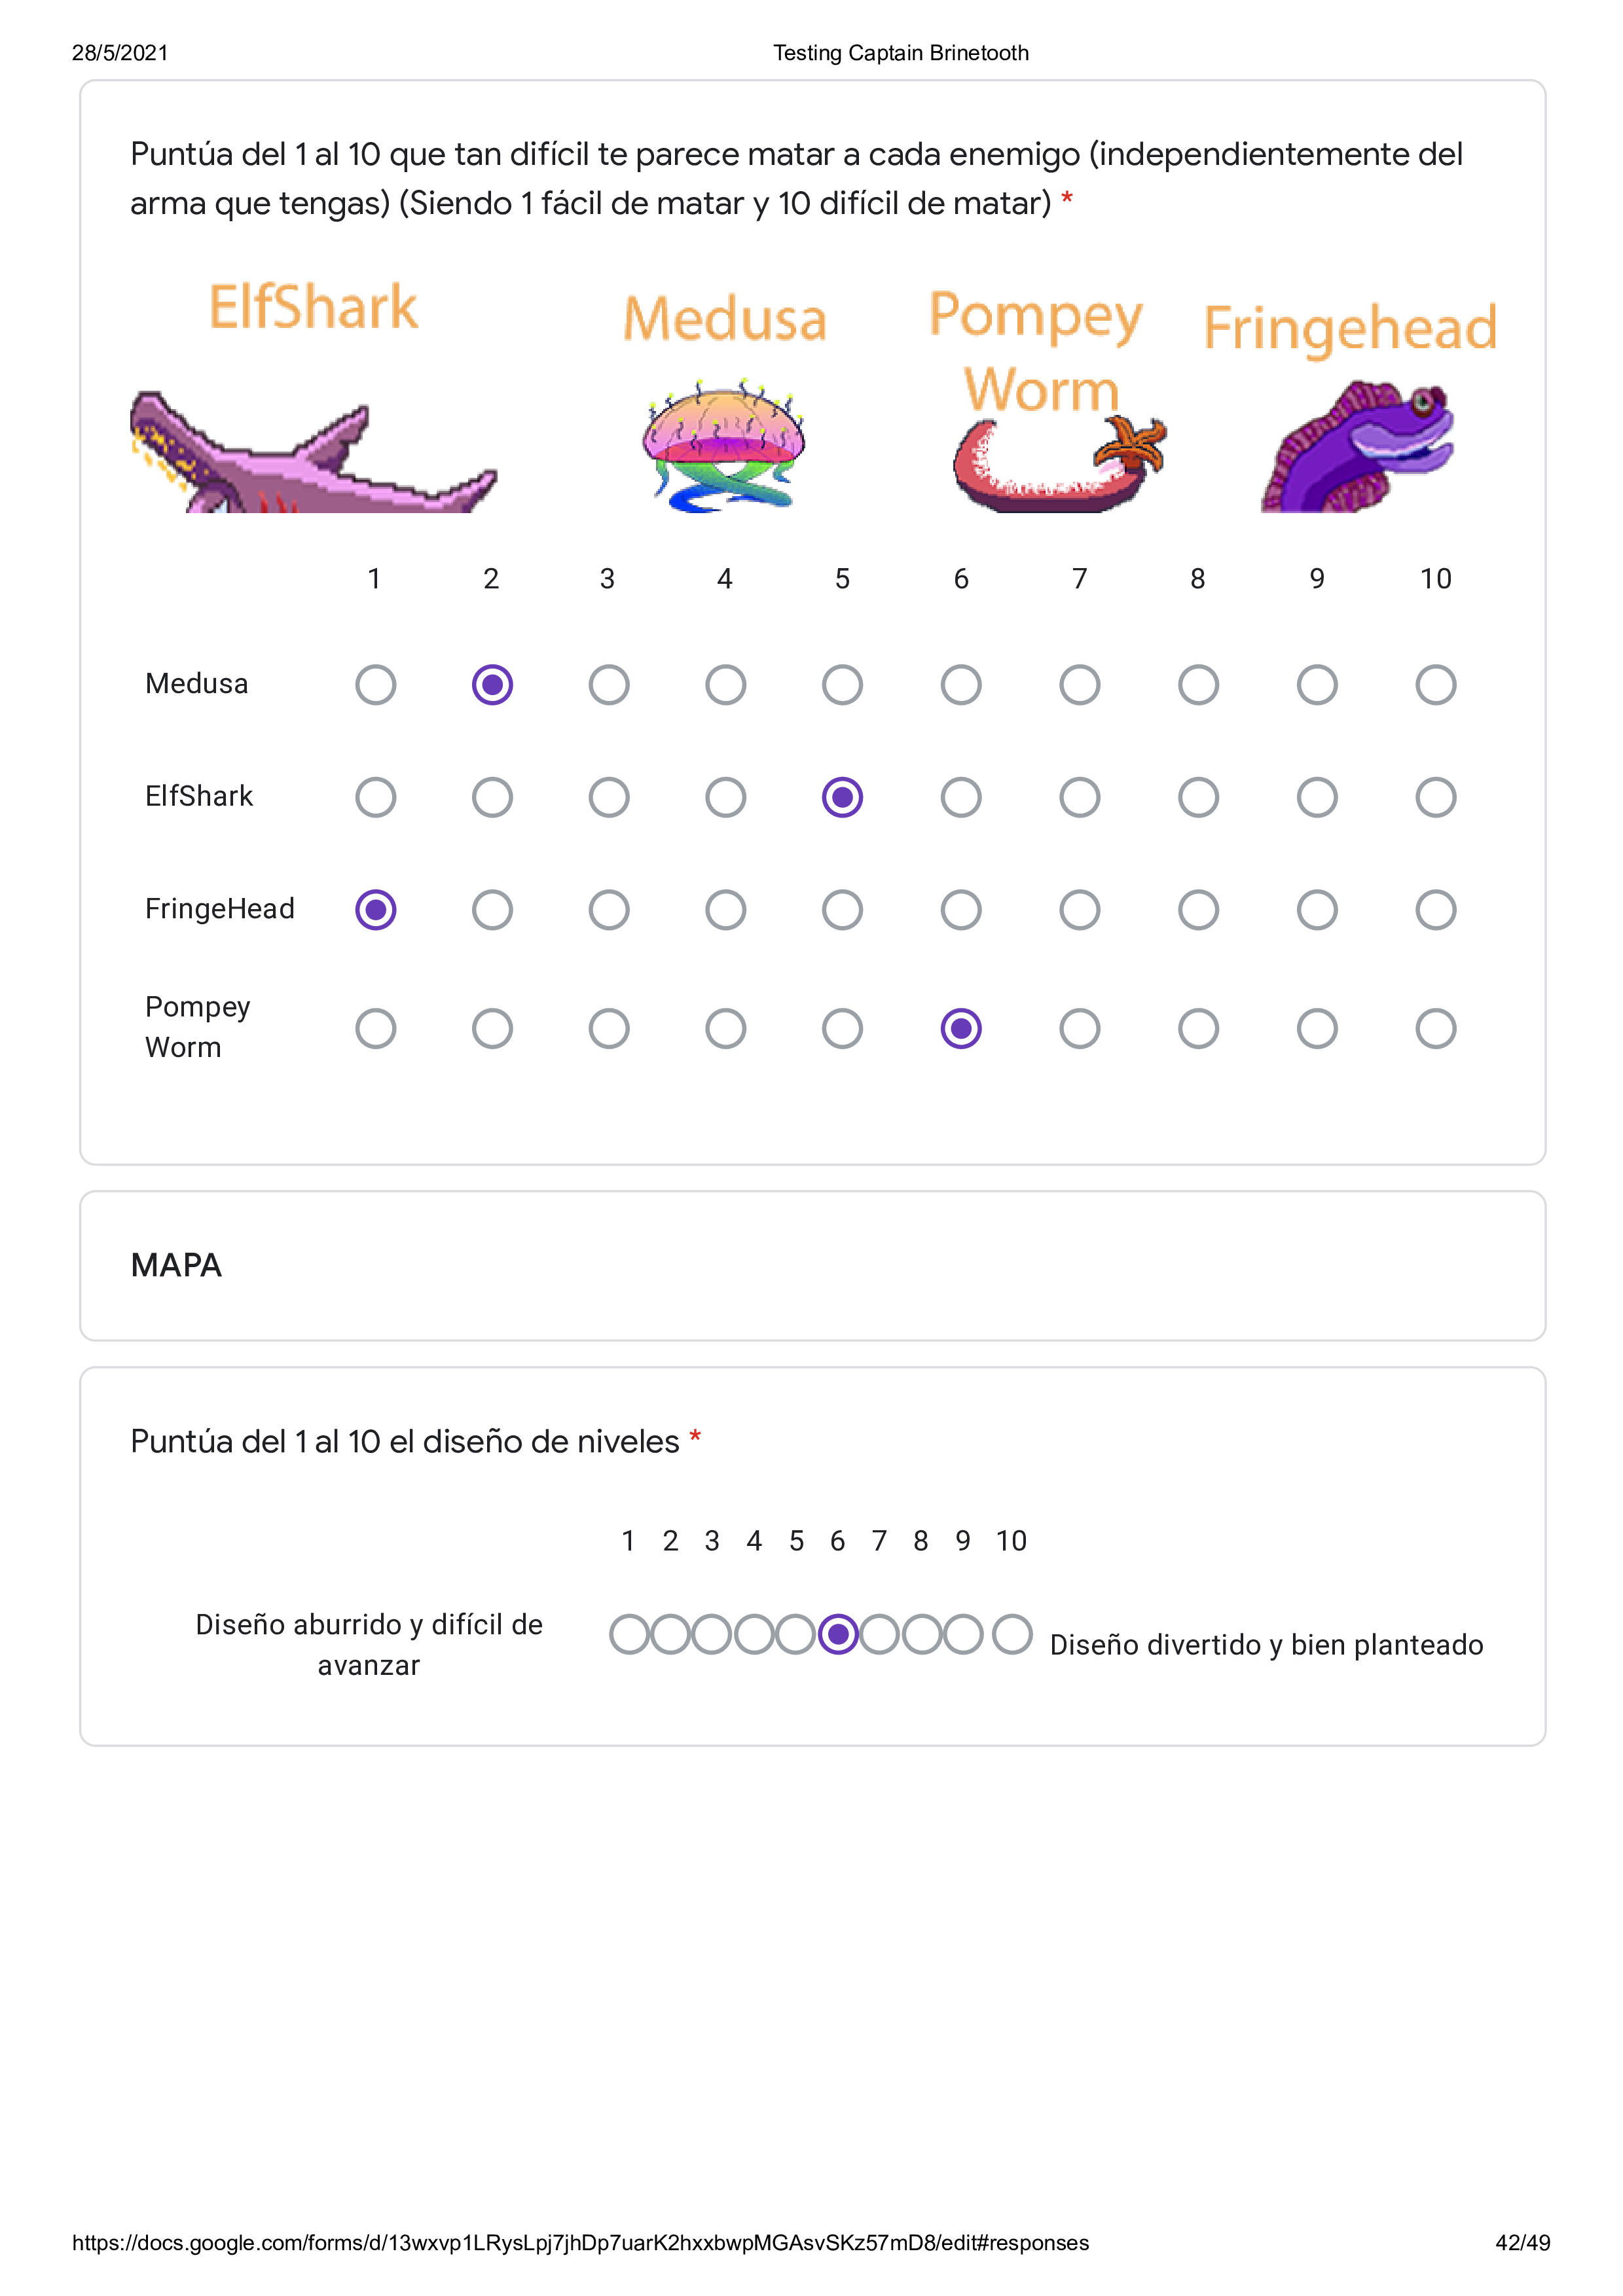 28/5/2021 Testing Captain Brinetooth
Puntúa del 1 al 10 que tan difícil te parece matar a cada enemigo (independientemente del
arma que tengas) (Siendo 1 fácil de matar y 10 difícil de matar) *
ElfShark Medusa Pompey Fringehead
Worm
1 2 3 4 5 6 7 8 9 10
Medusa
ElfShark
FringeHead
Pompey
Worm
MAPA
Puntúa del 1 al 10 el diseño de niveles *
1 2 3 4 5 6 7 8 9 10
Diseño aburrido y difícil de
avanzar
Diseño divertido y bien planteado
https://docs.google.com/forms/d/13wxvp1LRysLpj7jhDp7uarK2hxxbwpMGAsvSKz57mD8/edit#responses 42/49